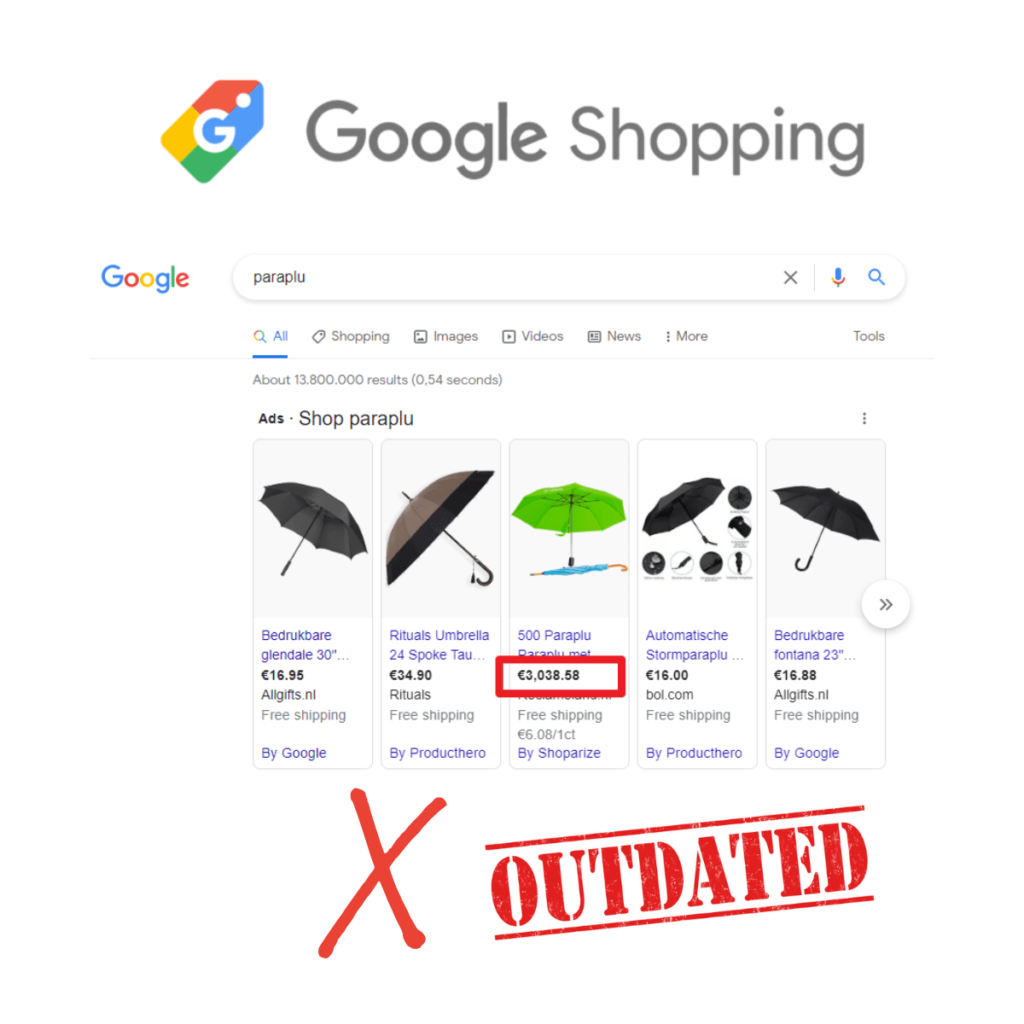 G Google Shopping
Google
paraplu
All Shopping Images Videos News More Tools
About 13.800.000 results (0,54 seconds)
Ads · Shop paraplu
Bedrukbare
glendale 30"...
€16.95
Allgifts.nl
Free shipping
By Google
Rituals Umbrella
24 Spoke Tau...
€34.90
Rituals
Free shipping
By Producthero
500 Paraplu
Paraplu met
€3,038.58
Free shipping
€6.08/1ct
By Shoparize
Automatische
Stormparaplu ...
€16.00
bol.com
Free shipping
By Producthero
Bedrukbare
fontana 23"...
€16.88
Allgifts.nl
Free shipping
By Google
OUTDATED